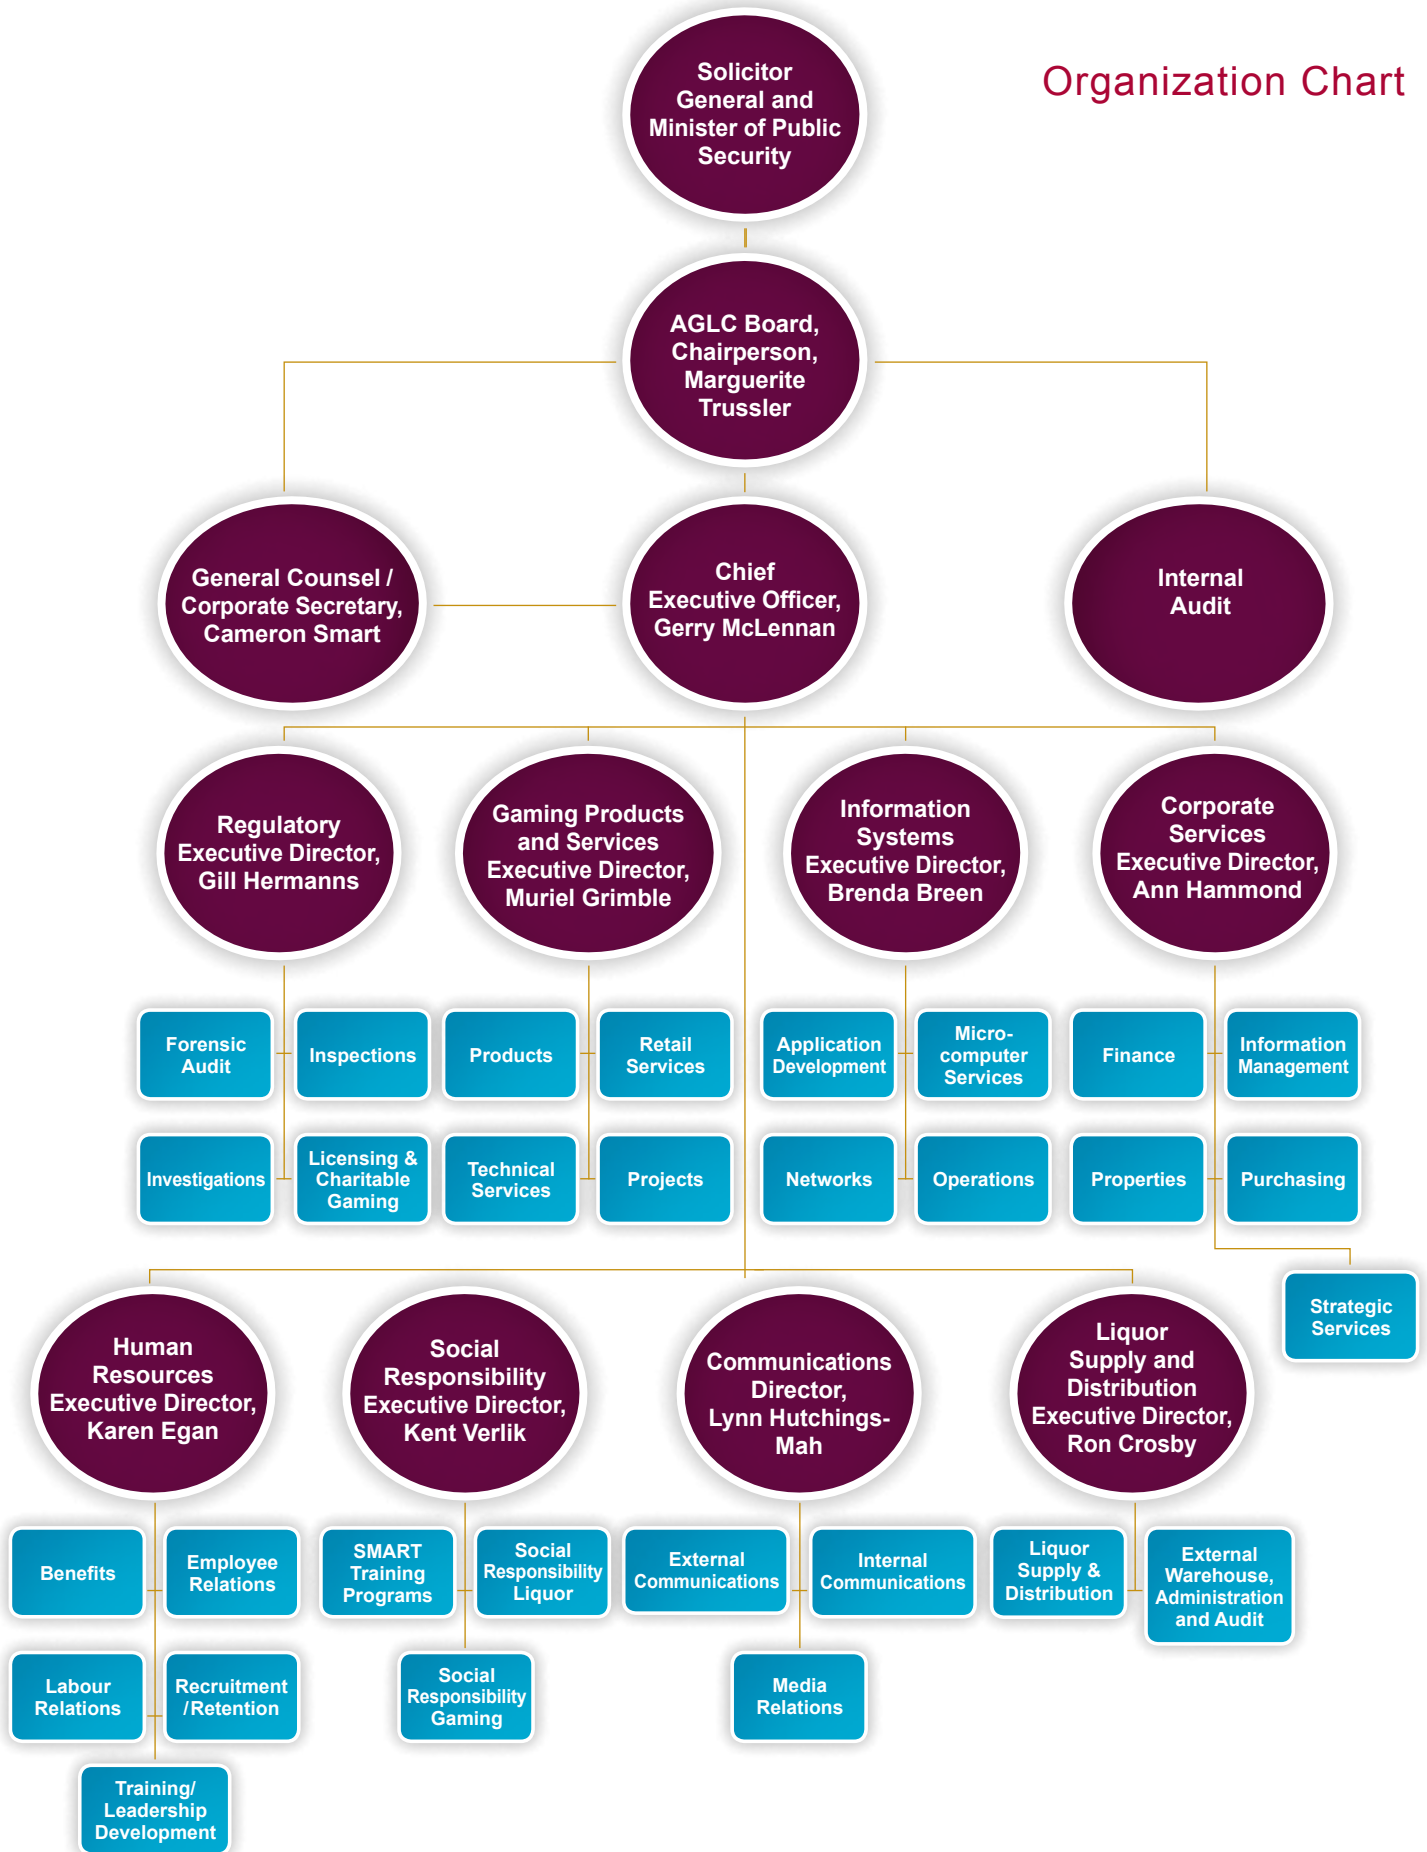 Organization Chart
Solicitor
General and
Minister of Public
Security
AGLC Board,
Chairperson,
Marguerite
Trussler
General Counsel /
Corporate Secretary,
Cameron Smart
Chief
Executive Officer,
Gerry McLennan
Internal
Audit
Regulatory
Executive Director,
Gill Hermanns
Gaming Products
and Services
Executive Director,
Muriel Grimble
Information
Systems
Executive Director,
Brenda Breen
Corporate
Services
Executive Director,
Ann Hammond
Forensic
Audit
Inspections
Products
Retail
Services
Application
Development
Micro-
computer
Services
Finance
Information
Management
Investigations
Licensing &
Charitable
Gaming
Technical
Services
Projects
Networks
Operations
Properties
Purchasing
Strategic
Services
Human
Resources
Executive Director,
Karen Egan
Social
Responsibility
Executive Director,
Kent Verlik
Communications
Director,
Lynn Hutchings-
Mah
Liquor
Supply and
Distribution
Executive Director,
Ron Crosby
Benefits
Employee
Relations
SMART
Training
Programs
Social
Responsibility
Liquor
External
Communications
Internal
Communications
Liquor
Supply &
Distribution
External
Warehouse,
Administration
and Audit
Labour
Relations
Recruitment
/Retention
Social
Responsibility
Gaming
Media
Relations
Training/
Leadership
Development